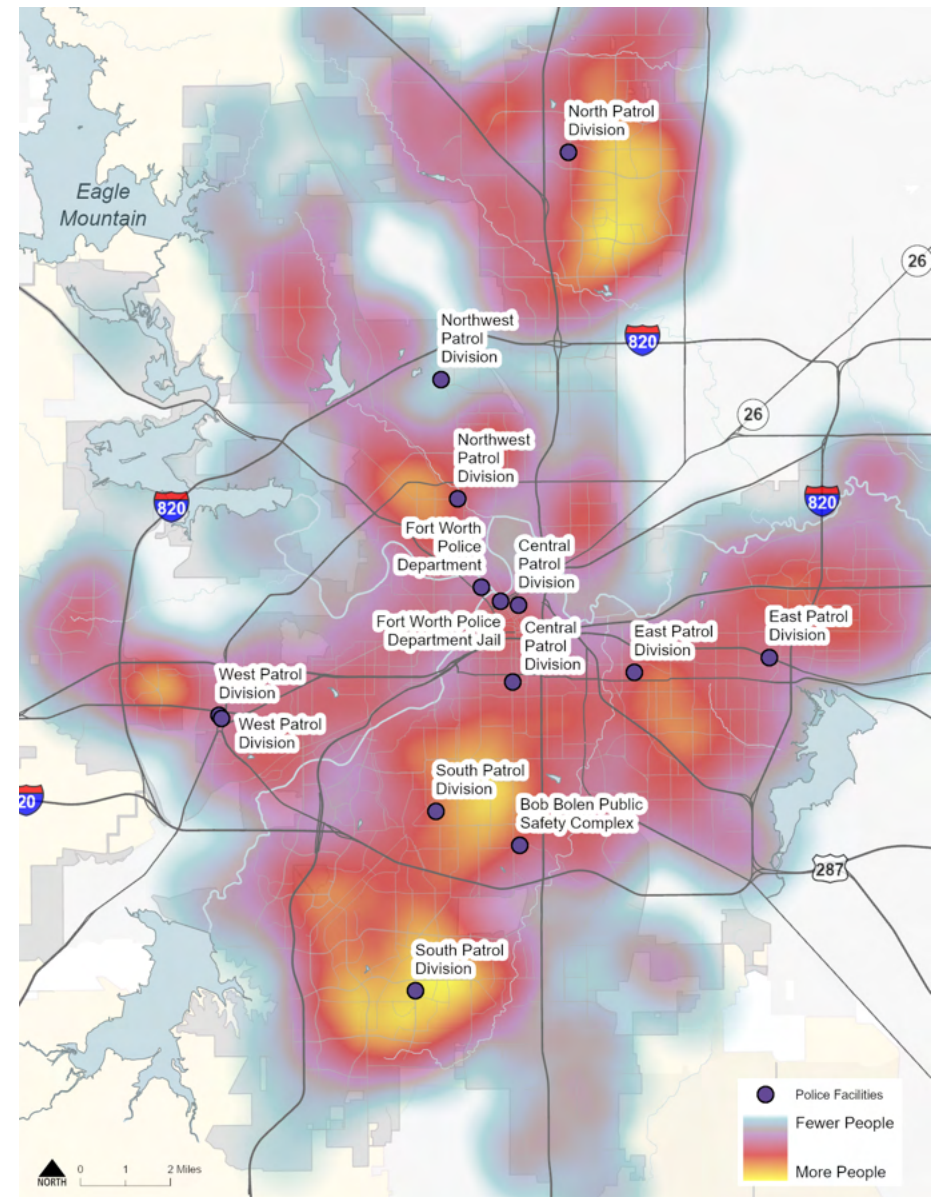 North Patrol
Division
Eagle
Mountain
26
Northwest
Patrol
Division
820
26
Northwest
Patrol
Division
820
820
Fort Worth
Police
Department
Central
Patrol
Division
Fort Worth Police
Department Jail
Central
Patrol
Division
East Patrol
Division
East Patrol
Division
West Patrol
Division
West Patrol
Division
South Patrol
Division
20
Bob Bolen Public
Safety Complex
287
South Patrol
Division
Police Facilities
Fewer People
More People
NORTH
0 1 2 Miles